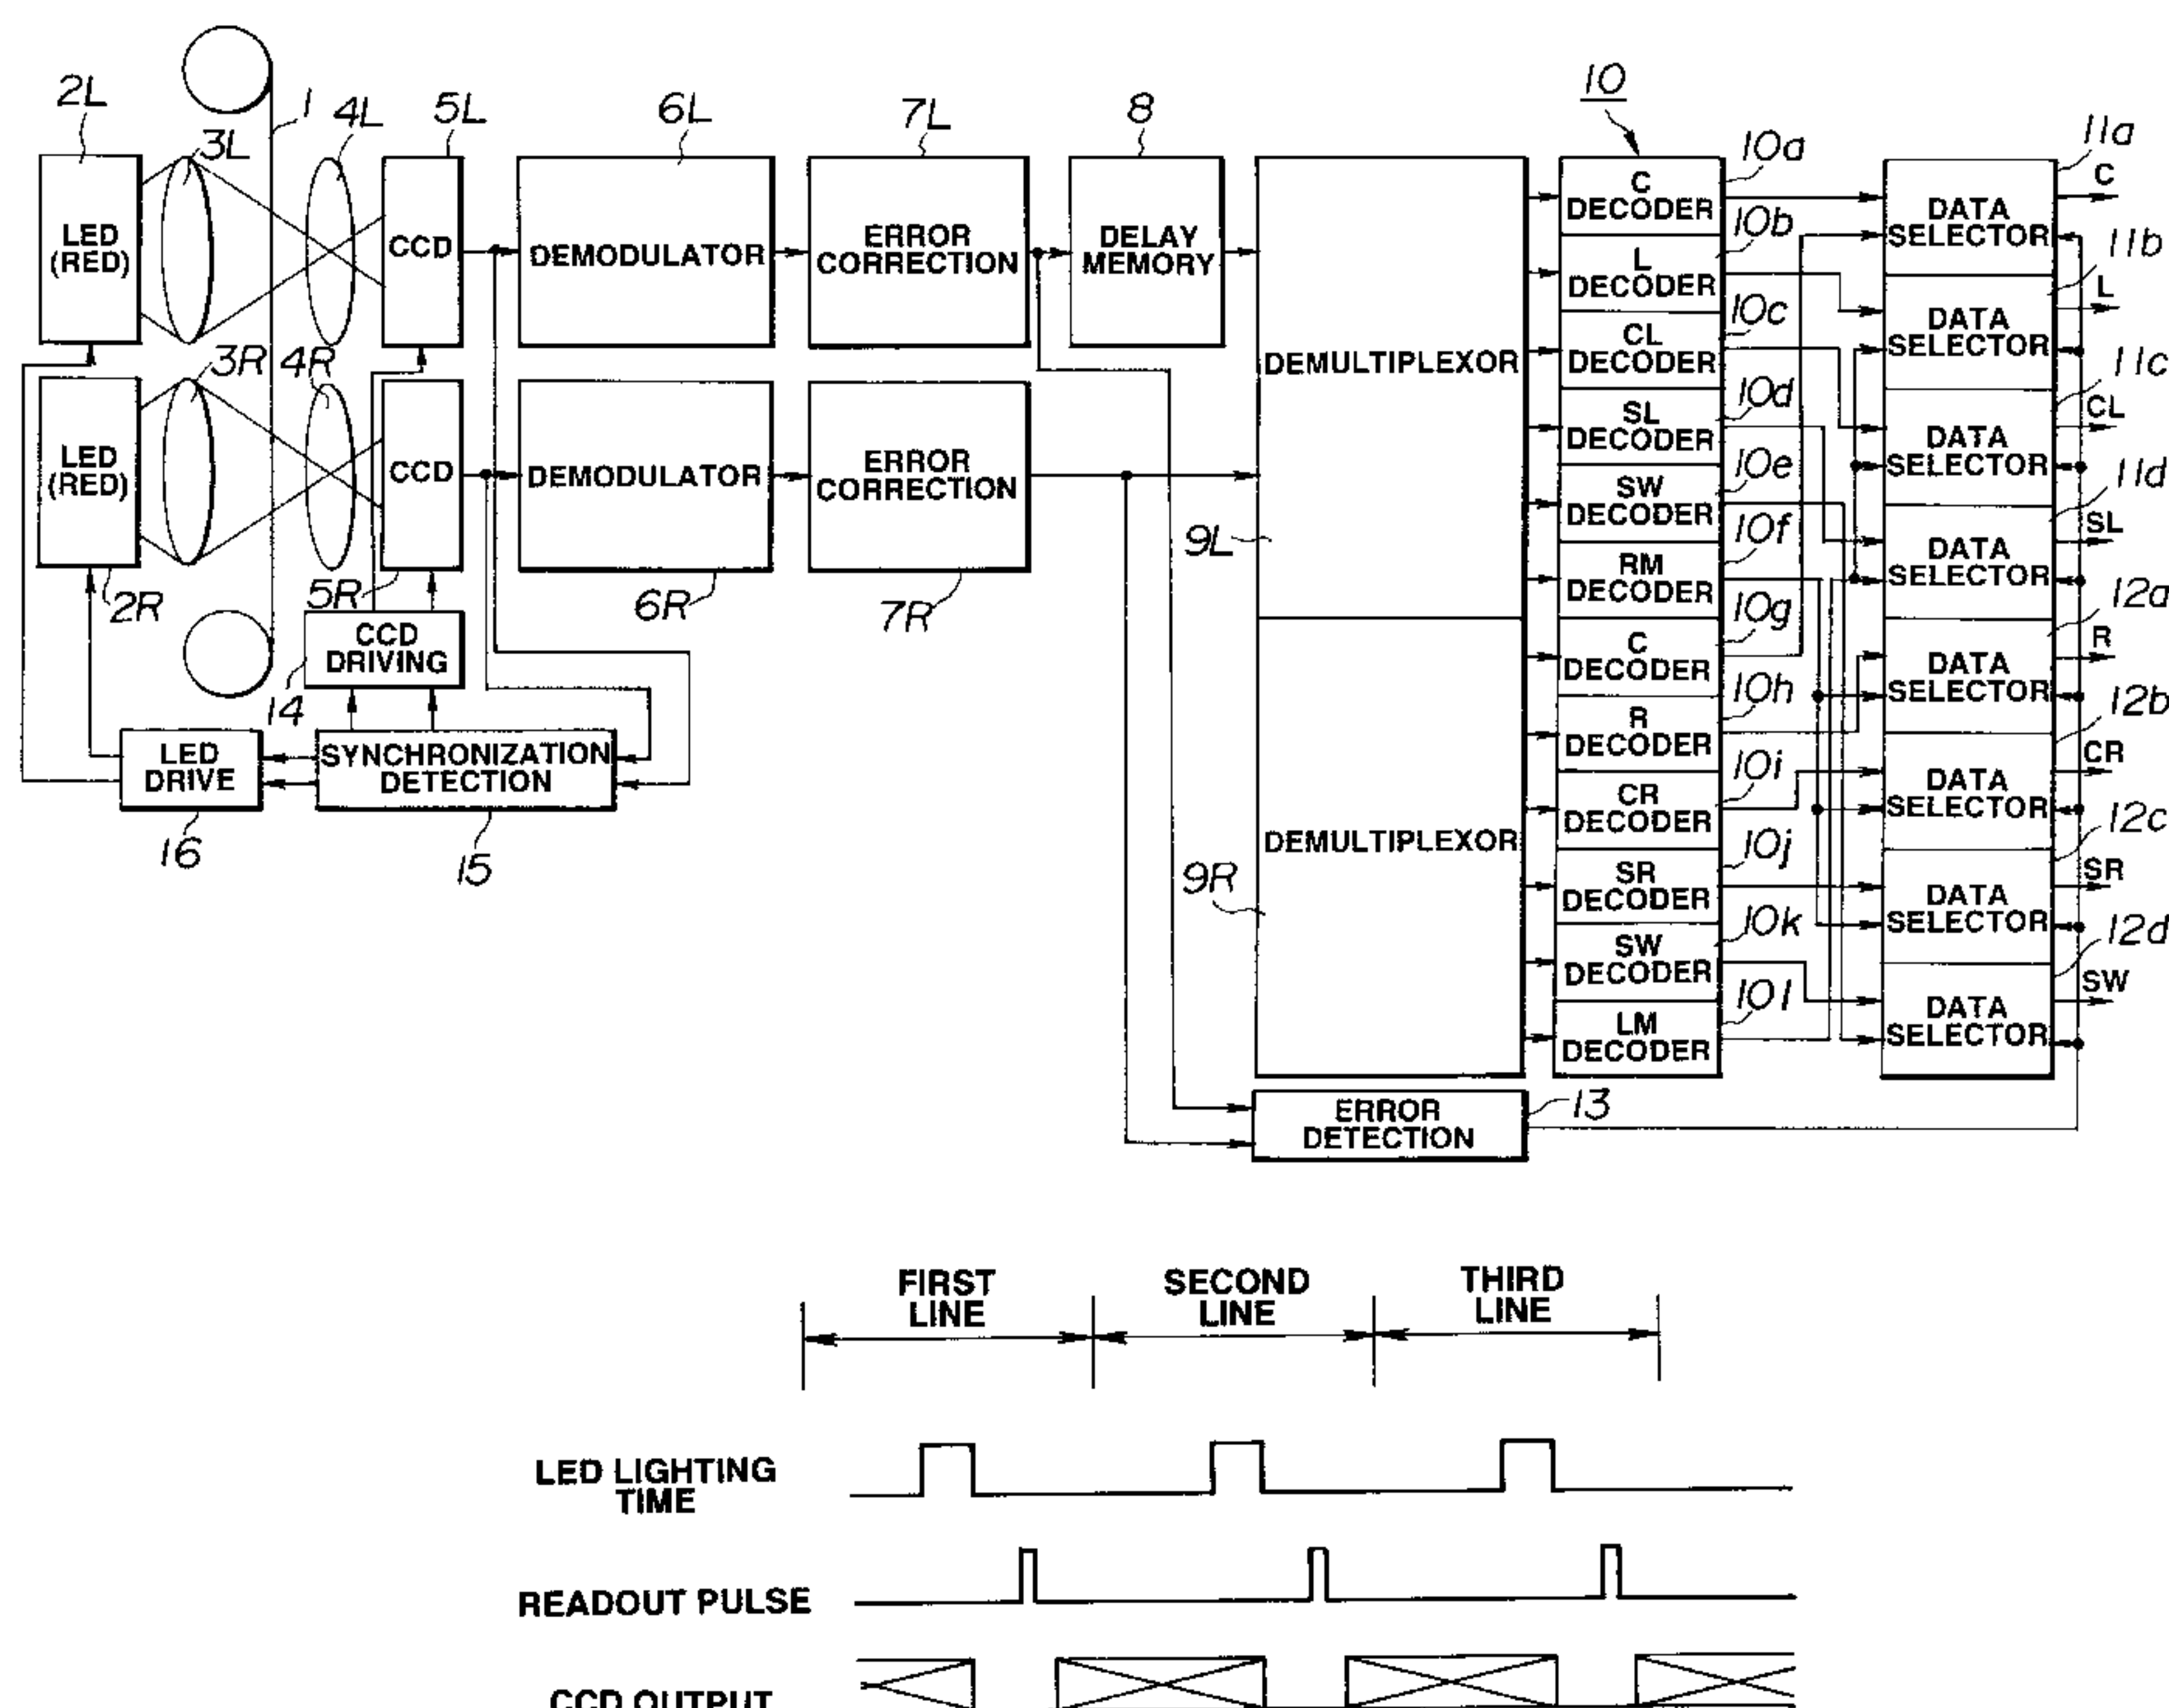 2L
3L
1
4L
5L
6L
7L
8
10
10a
11a
LED
(RED)
CCD
DEMODULATOR
ERROR
CORRECTION
DELAY
MEMORY
DEMULTIPLEXOR
C
DECODER
10b
L
DECODER
10c
CL
DECODER
10d
SL
DECODER
10e
SW
DECODER
10f
RM
DECODER
10g
C
DECODER
10h
R
DECODER
10i
CR
DECODER
10j
SR
DECODER
10k
SW
DECODER
10l
LM
DECODER
DATA
SELECTOR
C
11b
DATA
SELECTOR
L
11c
DATA
SELECTOR
CL
11d
DATA
SELECTOR
SL
12a
DATA
SELECTOR
R
12b
DATA
SELECTOR
CR
12c
DATA
SELECTOR
SR
12d
DATA
SELECTOR
SW
3R
4R
LED
(RED)
CCD
DEMODULATOR
ERROR
CORRECTION
9L
2R
5R
6R
7R
CCD
DRIVING
14
LED
DRIVE
SYNCHRONIZATION
DETECTION
16
15
DEMULTIPLEXOR
9R
ERROR
DETECTION
13
FIRST
LINE
SECOND
LINE
THIRD
LINE
LED LIGHTING
TIME
READOUT PULSE
CCD OUTPUT